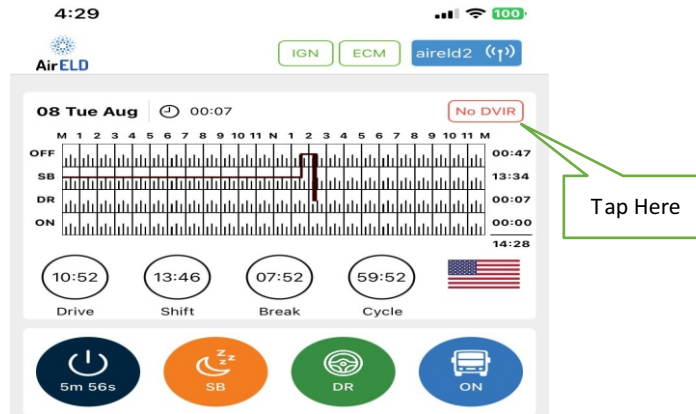 4:29
100
AirELD
IGN
ECM
aireld2
08 Tue Aug
00:07
No DVIR
M 1 2 3 4 5 6 7 8 9 10 11 N 1 2 3 4 5 6 7 8 9 10 11 M
OFF 00:47
SB 13:34
DR 00:07
ON 00:00
14:28
Tap Here
10:52 13:46 07:52 59:52
Drive Shift Break Cycle
5m 56s
z z z
SB
DR
ON